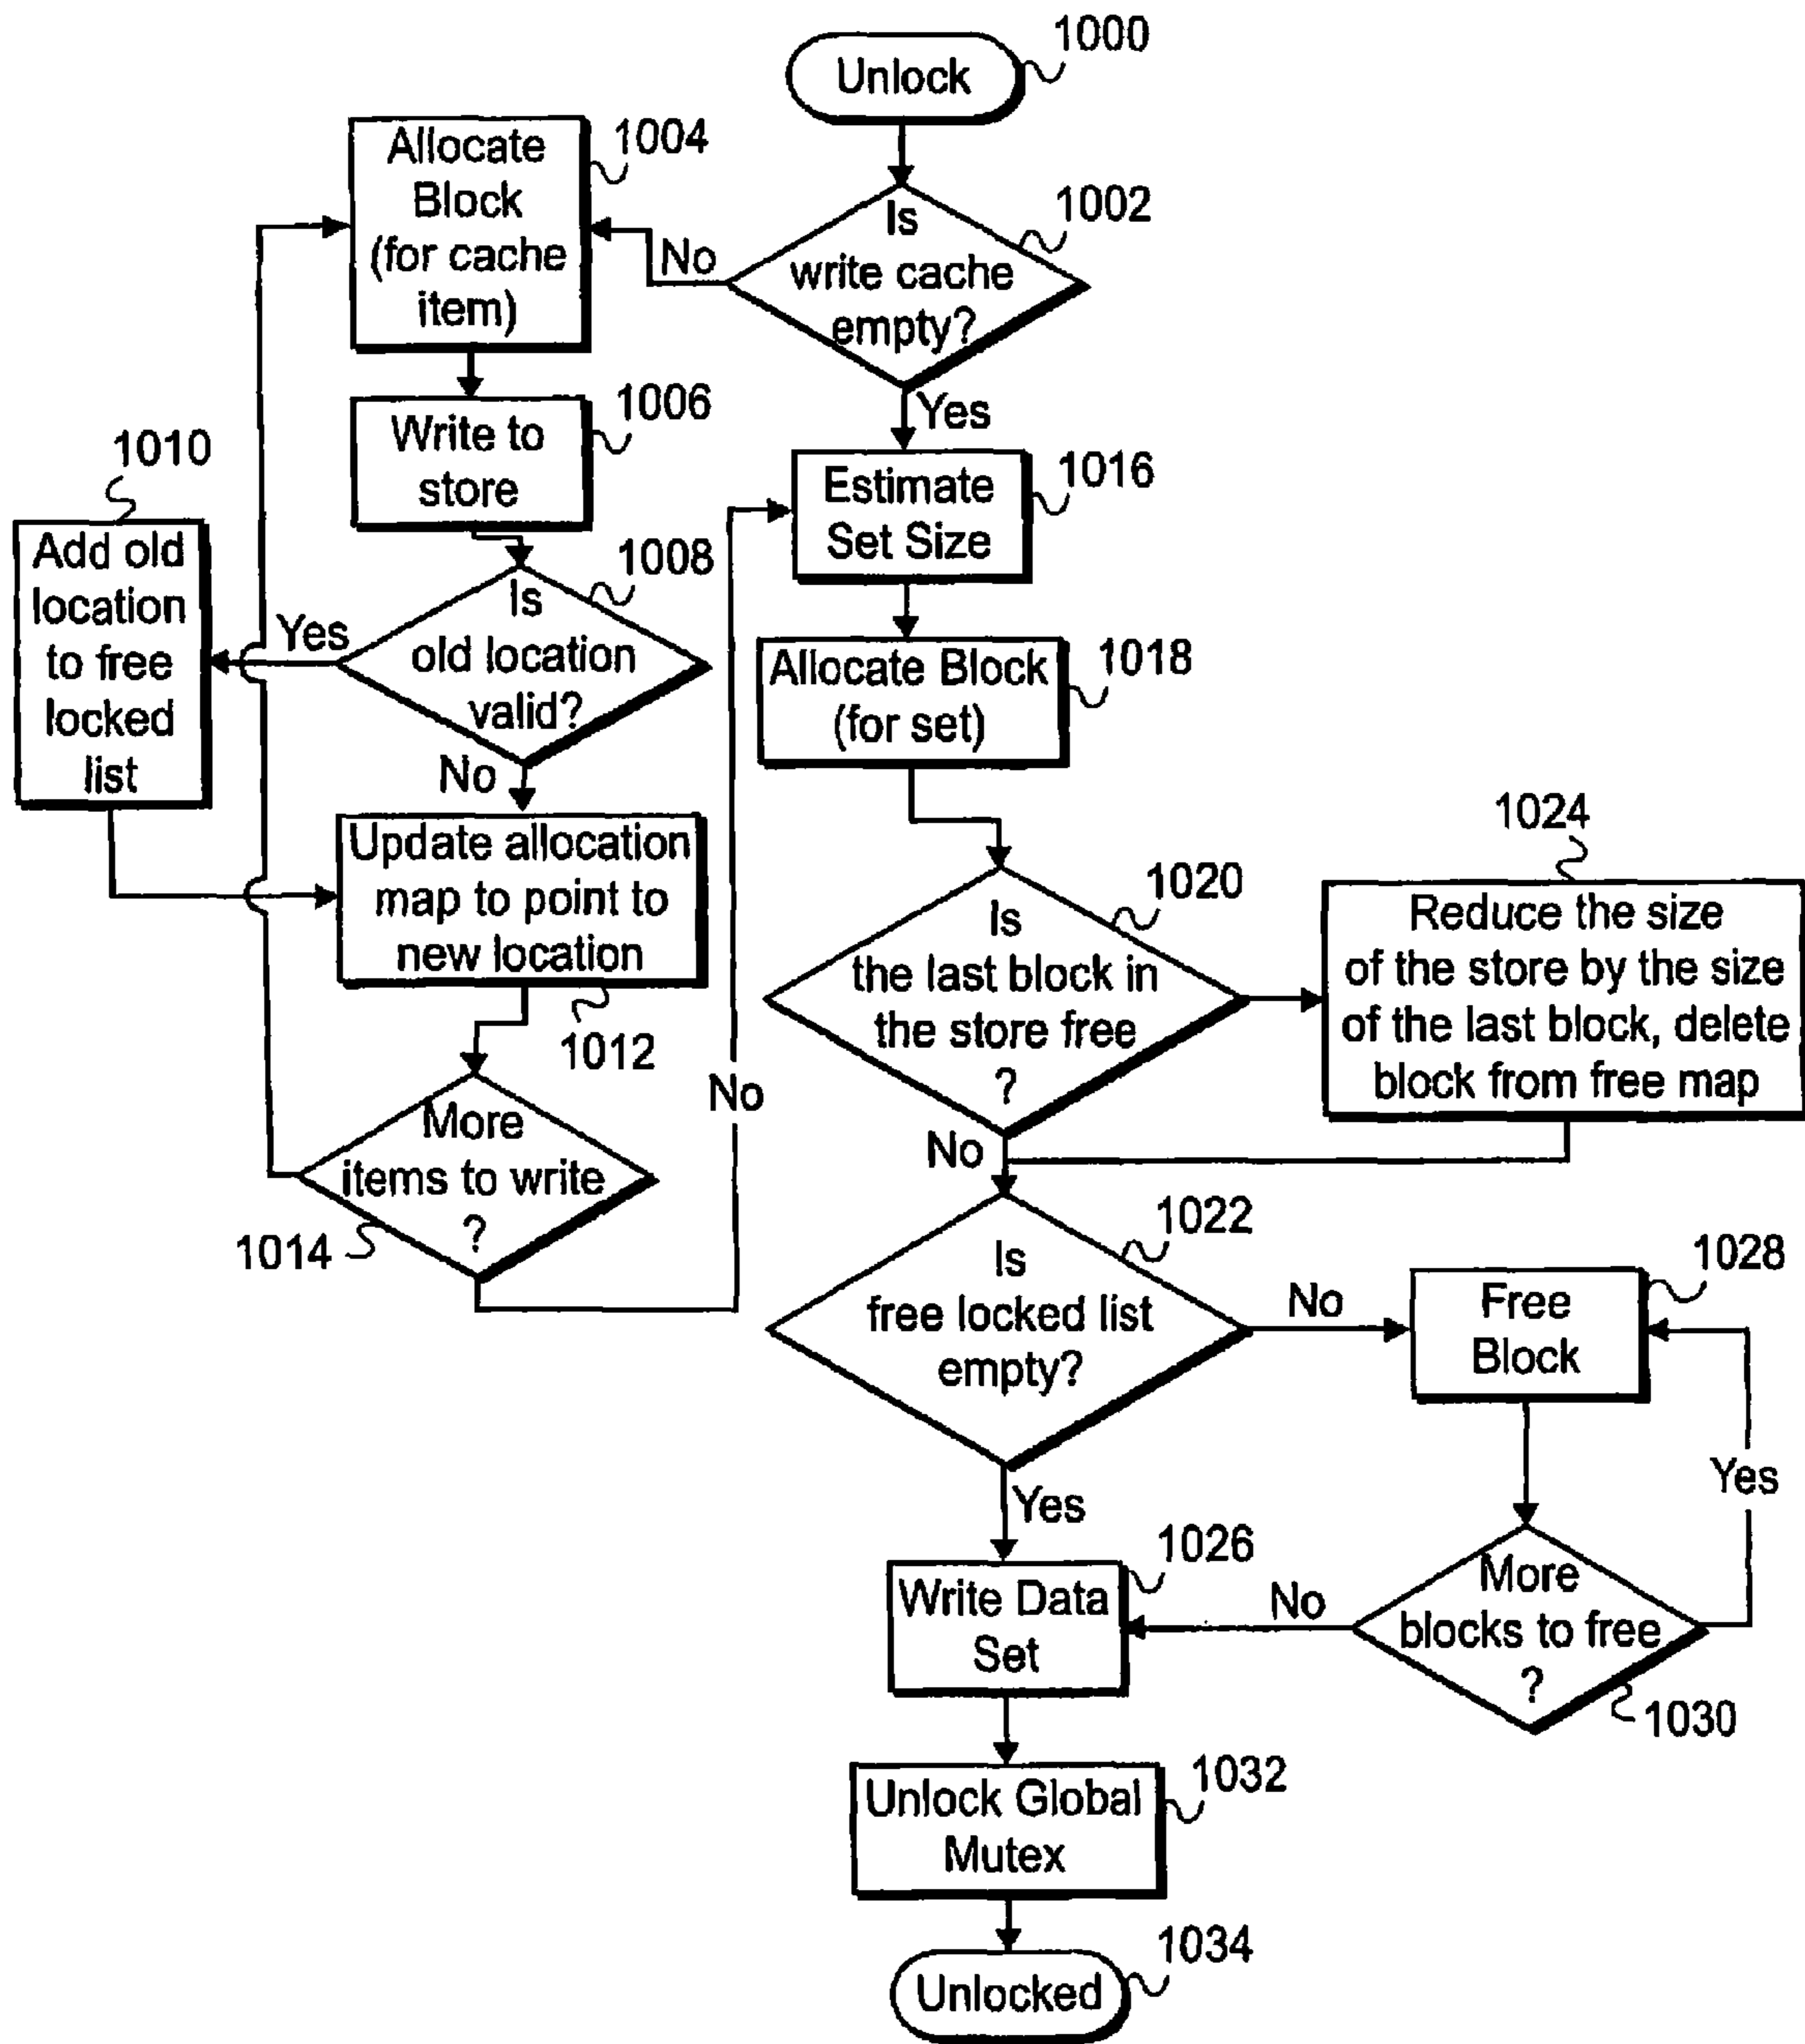 1000
Unlock
1004
Allocate
Block
(for cache
item)
1002
Is
write cache
empty?
No
Yes
1006
Write to
store
1010
Add old
location
to free
locked
list
1016
Estimate
Set Size
1008
Is
old location
valid?
Yes
No
1018
Allocate Block
(for set)
Update allocation
map to point to
new location
1012
1020
Is
the last block in
the store free
?
1024
Reduce the size
of the store by the size
of the last block, delete
block from free map
No
More
items to write
?
1014
No
1022
Is
free locked list
empty?
No
1028
Free
Block
Yes
Yes
1026
Write Data
Set
No
More
blocks to free
?
1030
1032
Unlock Global
Mutex
1034
Unlocked